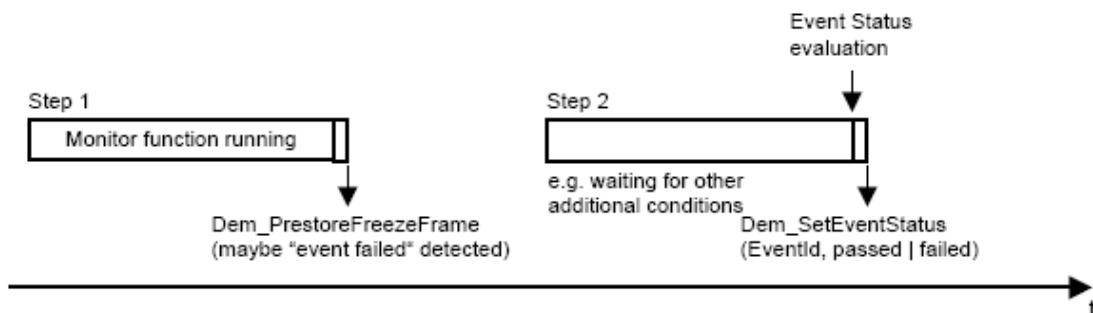 Event Status
evaluation
Step 1
Step 2
Monitor function running
e.g. waiting for other
additional conditions
Dem_PrestoreFreezeFrame
(maybe “event failed“ detected)
Dem_SetEventStatus
(EventId, passed | failed)
t